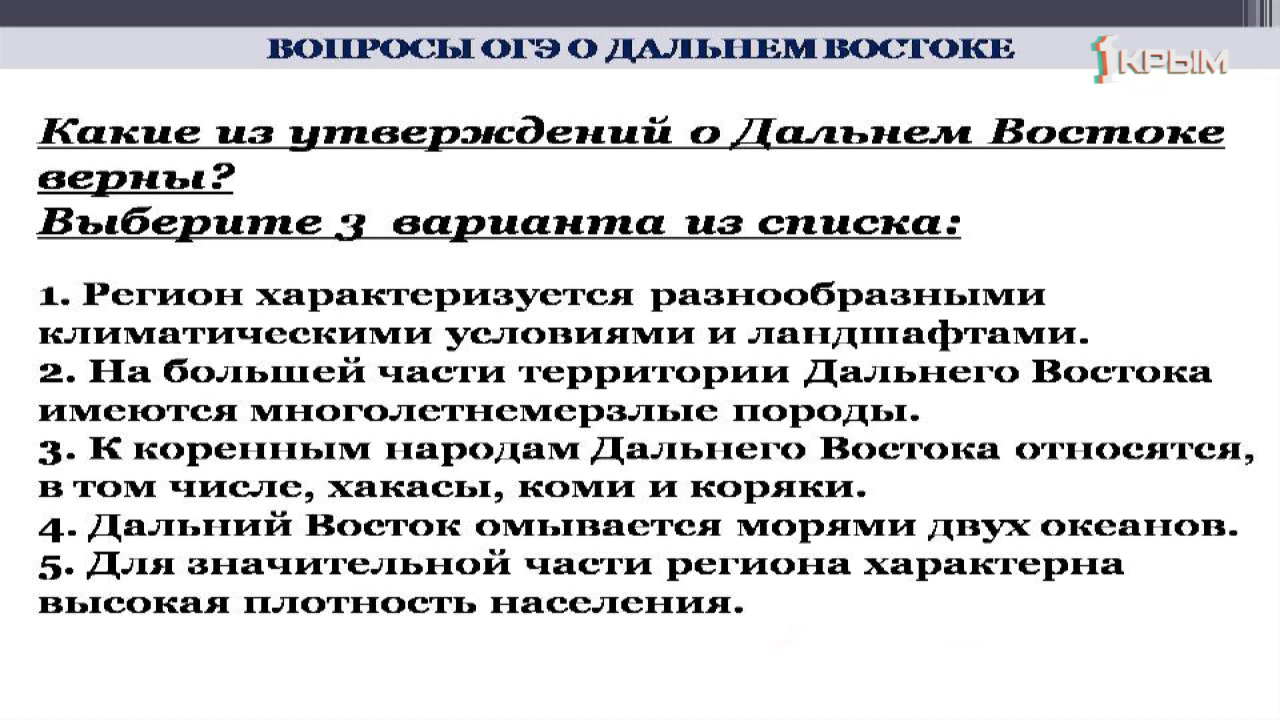 ВОПРОСЫ ОГЭ О ДАЛЬНЕМ ВОСТОКЕ
1 КРЫМ
Какие из утверждений о Дальнем Востоке
верны?
Выберите 3 варианта из списка:
1. Регион характеризуется разнообразными
климатическими условиями и ландшафтами.
2. На большей части территории Дальнего Востока
имеются многолетнемерзлые породы.
3. К коренным народам Дальнего Востока относятся,
в том числе, хакасы, коми и коряки.
4. Дальний Восток омывается морями двух океанов.
5. Для значительной части региона характерна
высокая плотность населения.